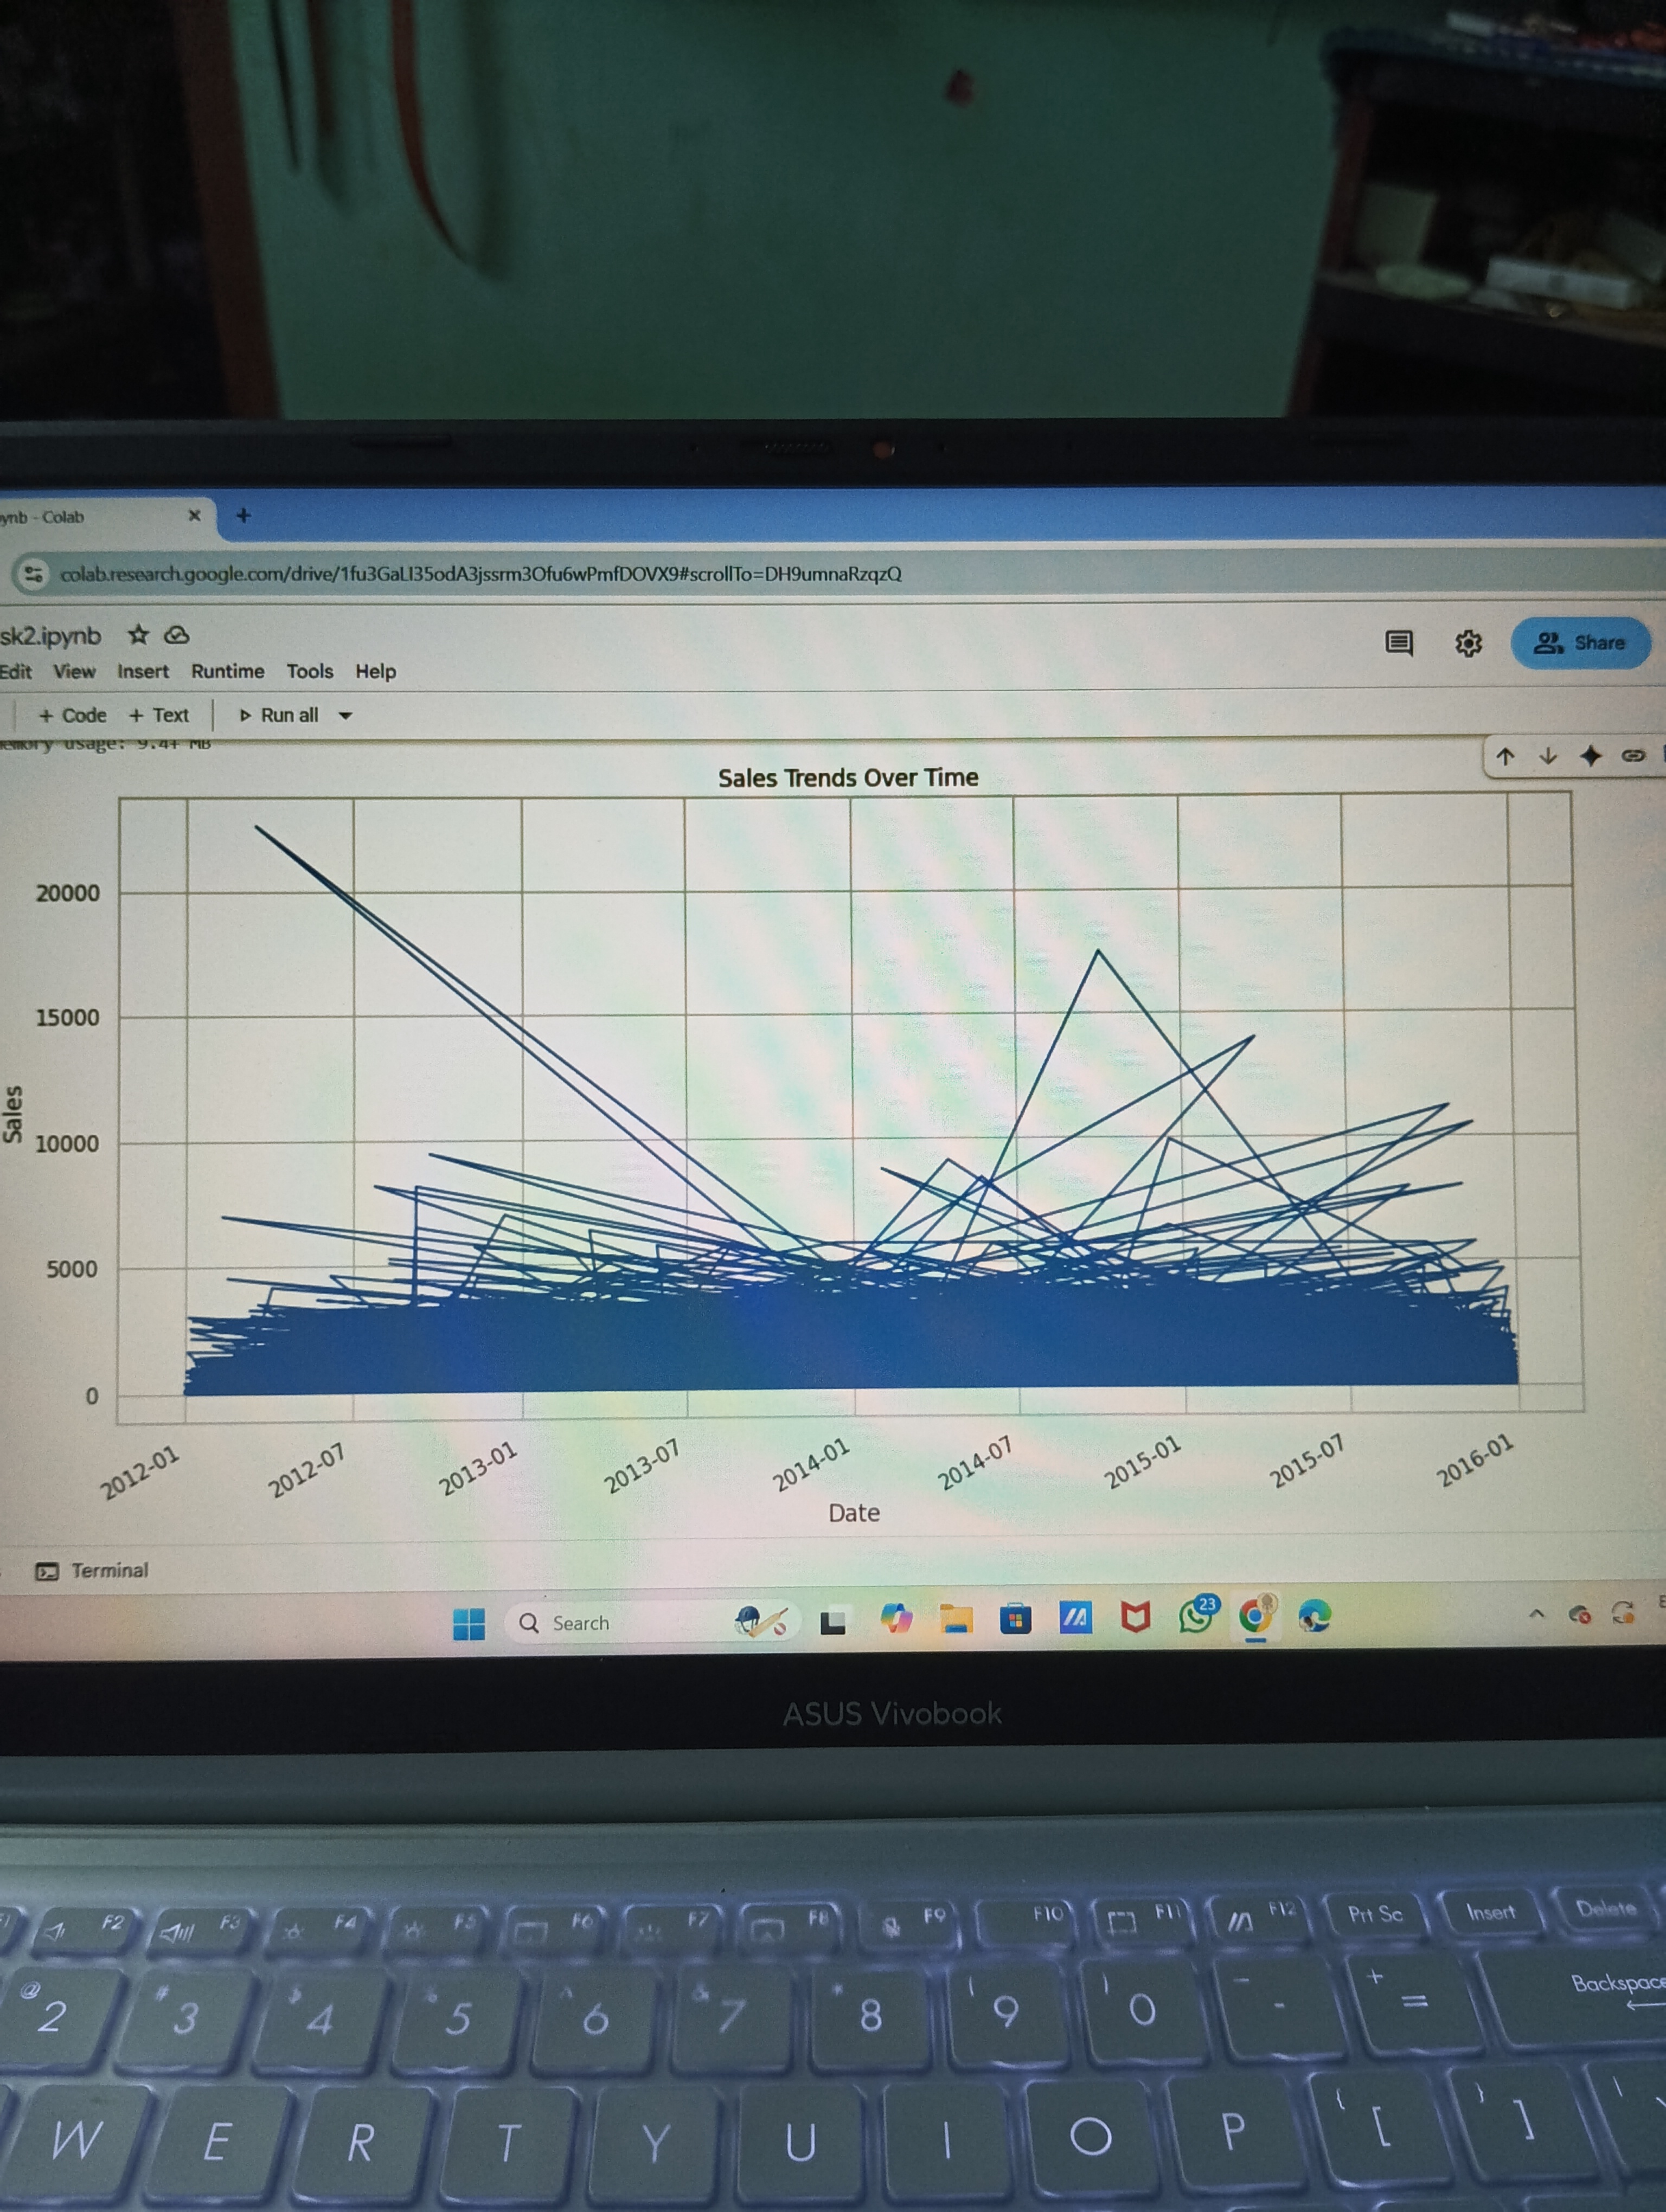 ynb - Colab
colab.research.google.com/drive/1fu3GaLI35odA3jssrm3Ofu6wPmfDOVX9#scrollTo=DH9umnaRzqzQ
sk2.ipynb
Share
Edit View Insert Runtime Tools Help
+ Code + Text Run all
memory usage: 9.4+ MB
Sales Trends Over Time
20000
15000
10000
5000
0
Sales
2012-01 2012-07 2013-01 2013-07 2014-01 2014-07 2015-01 2015-07 2016-01
Date
Terminal
Search
23
ASUS Vivobook
F2 F3 F4 F5 F6 F7 F8 F9 F10 F11 F12 Prt Sc Insert Delete
@ # $ % ^ & * ( ) _ +
2 3 4 5 6 7 8 9 0 - = Backspace
{ }
W E R T Y U I O P [ ]